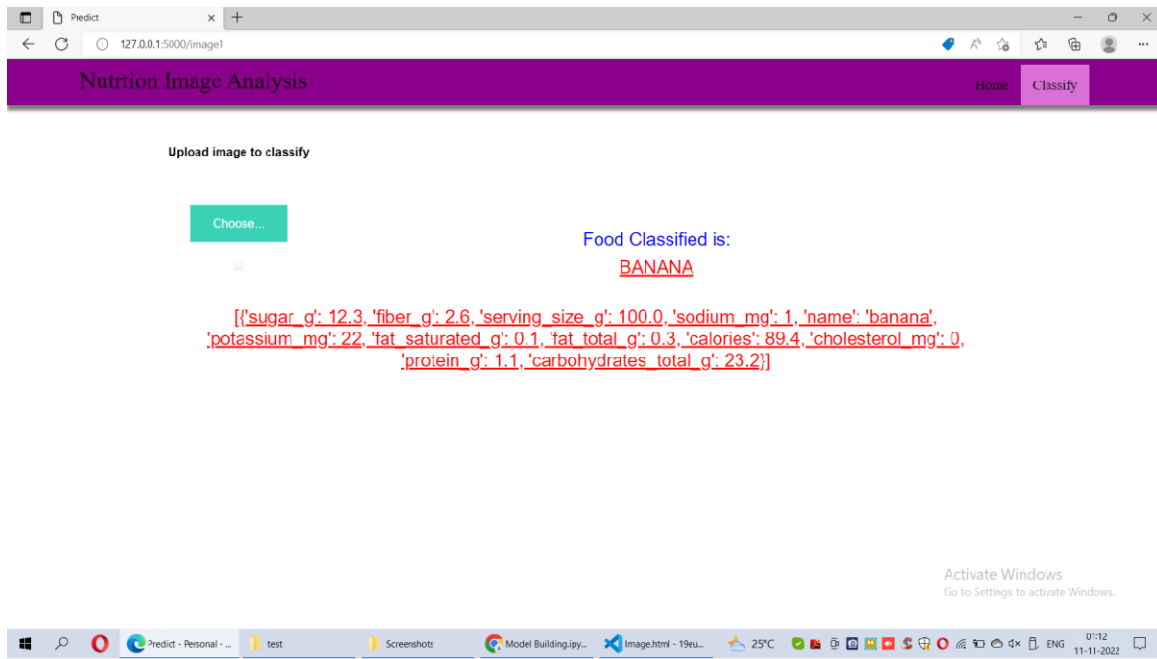 Predict
127.0.0.1:5000/image1
Nutrtion Image Analysis
Home
Classify
Upload image to classify
Choose...
Food Classified is:
BANANA
[{'sugar_g': 12.3, 'fiber_g': 2.6, 'serving_size_g': 100.0, 'sodium_mg': 1, 'name': 'banana',
'potassium_mg': 22, 'fat_saturated_g': 0.1, 'fat_total_g': 0.3, 'calories': 89.4, 'cholesterol_mg': 0,
'protein_g': 1.1, 'carbohydrates_total_g': 23.2}]
Activate Windows
Go to Settings to activate Windows.
Predict - Personal - ...
test
Screenshots
Model Building.ipy...
Image.html - 19eu...
25°C
ENG
01:12
11-11-2022